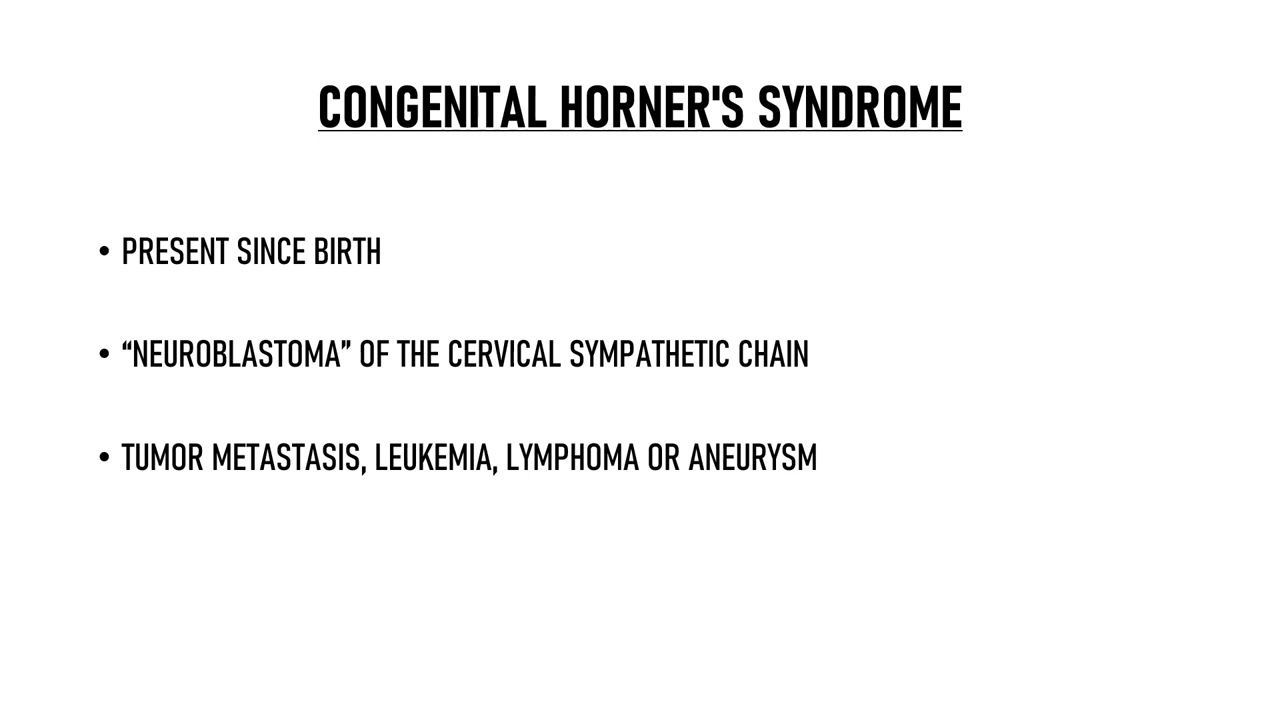 CONGENITAL HORNER'S SYNDROME
• PRESENT SINCE BIRTH
• “NEUROBLASTOMA” OF THE CERVICAL SYMPATHETIC CHAIN
• TUMOR METASTASIS, LEUKEMIA, LYMPHOMA OR ANEURYSM